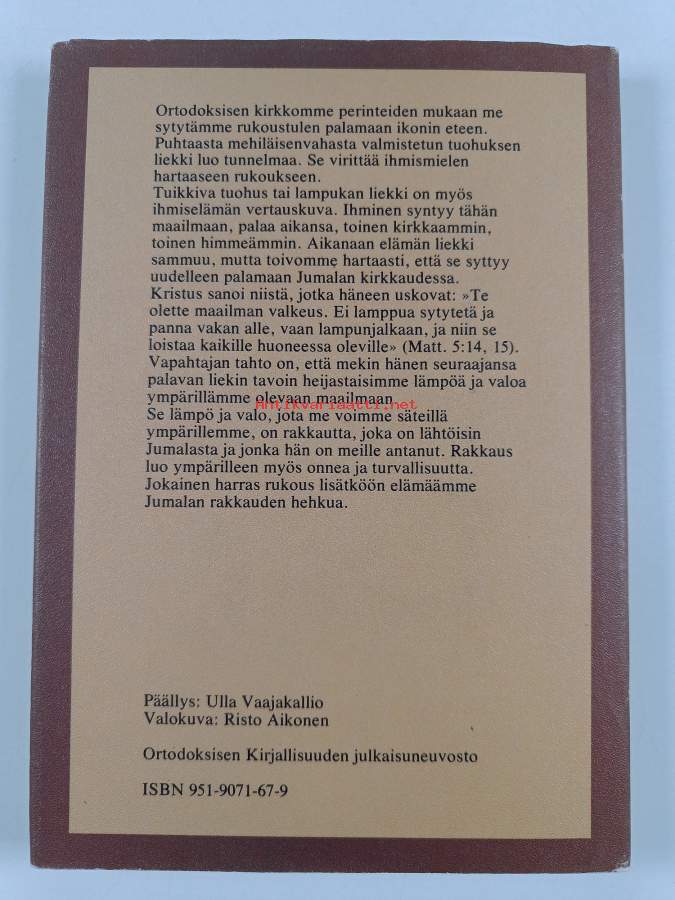 Ortodoksisen kirkkomme perinteiden mukaan me
sytytämme rukoustulen palamaan ikonin eteen.
Puhtaasta mehiläisenvahasta valmistetun tuohuksen
liekki luo tunnelmaa. Se virittää ihmismielen
hartaaseen rukoukseen.
Tuikkiva tuohus tai lampukan liekki on myös
ihmiselämän vertauskuva. Ihminen syntyy tähän
maailmaan, palaa aikansa, toinen kirkkaammin,
toinen himmeämmin. Aikanaan elämän liekki
sammuu, mutta toivomme hartaasti, että se syttyy
uudelleen palamaan Jumalan kirkkaudessa.
Kristus sanoi niistä, jotka häneen uskovat: »Te
olette maailman valkeus. Ei lamppua sytytetä ja
panna vakan alle, vaan lampunjalkaan, ja niin se
loistaa kaikille huoneessa oleville» (Matt. 5:14, 15).
Vapahtajan tahto on, että mekin hänen seuraajansa
palavan liekin tavoin heijastaisimme lämpöä ja valoa
ympärillämme olevaan maailmaan.
Antikvariaatti.net
Se lämpö ja valo, jota me voimme säteillä
ympärillemme, on rakkautta, joka on lähtöisin
Jumalasta ja jonka hän on meille antanut. Rakkaus
luo ympärilleen myös onnea ja turvallisuutta.
Jokainen harras rukous lisätköön elämäämme
Jumalan rakkauden hehkua.
Päällys: Ulla Vaajakallio
Valokuva: Risto Aikonen
Ortodoksisen Kirjallisuuden julkaisuneuvosto
ISBN 951-9071-67-9